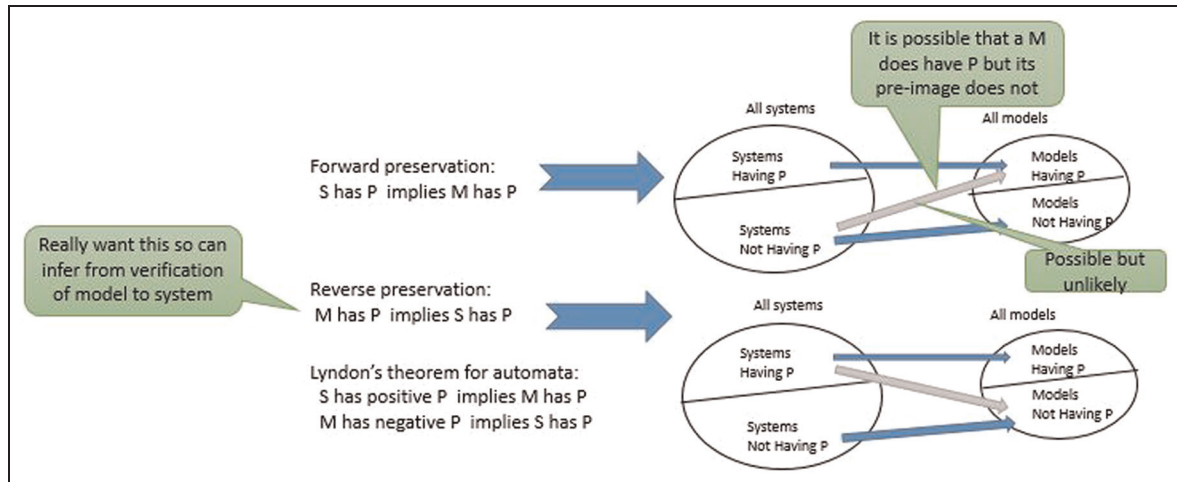 It is possible that a M
does have P but its
pre-image does not
All systems
All models
Forward preservation:
S has P implies M has P
Systems
Having P
Models
Having P
Models
Not Having P
Systems
Not Having P
Really want this so can
infer from verification
of model to system
Possible but
unlikely
Reverse preservation:
M has P implies S has P
All systems
All models
Systems
Having P
Models
Having P
Models
Not Having P
Systems
Not Having P
Lyndon's theorem for automata:
S has positive P implies M has P
M has negative P implies S has P